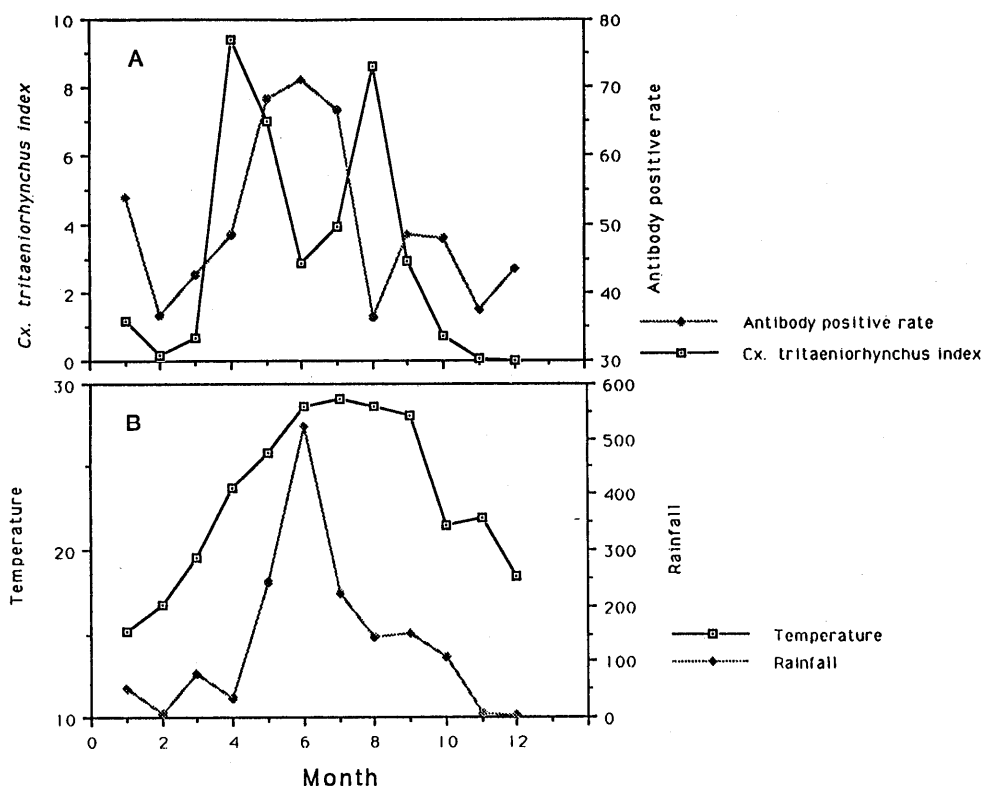 A
10
8
6
4
2
0
Cx. tritaeniorhynchus index
80
70
60
50
40
30
Antibody positive rate
Antibody positive rate
Cx. tritaeniorhynchus index
B
30
20
10
Temperature
600
500
400
300
200
100
0
Rainfall
Temperature
Rainfall
0 2 4 6 8 10 12
Month